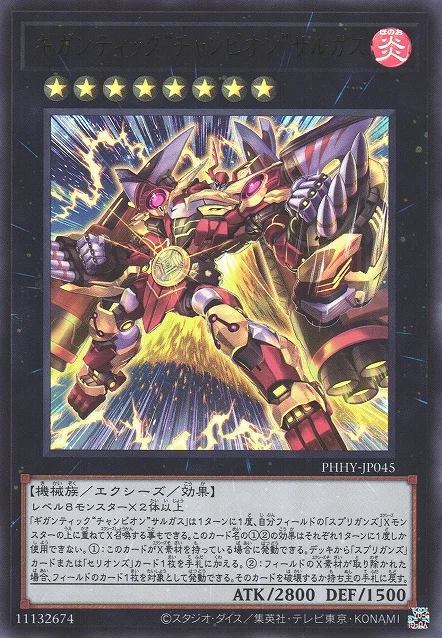 ギガンティック“チャンピオン”サルガス
炎
ほのお
PHHY-JP045
【機械族／エクシーズ／効果】
レベル8モンスター×2体以上
「ギガンティック“チャンピオン”サルガス」は1ターンに1度、自分フィールドの「スプリガンズ」Xモン
スターの上に重ねてX召喚する事もできる。このカード名の①②の効果はそれぞれ1ターンに1度しか
使用できない。①：このカードがX素材を持っている場合に発動できる。デッキから「スプリガンズ」
カードまたは「セリオンズ」カード1枚を手札に加える。②：フィールドのX素材が取り除かれた
場合、フィールドのカード1枚を対象として発動できる。そのカードを破壊するか持ち主の手札に戻す。
ATK/2800 DEF/1500
11132674
©スタジオ・ダイス／集英社・テレビ東京・KONAMI